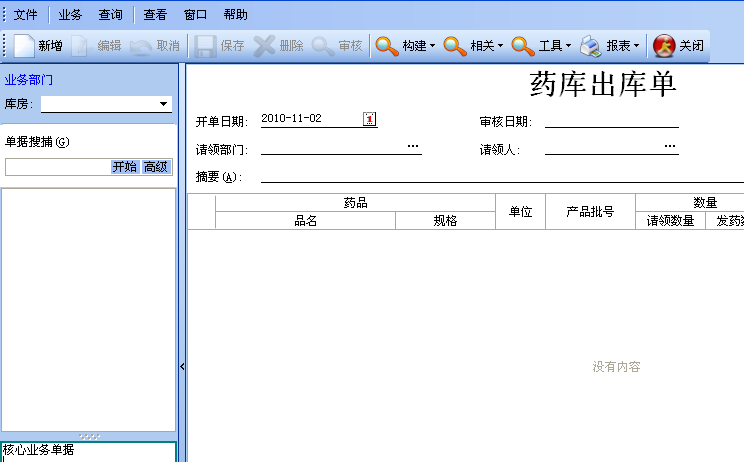 文件 业务 查询 查看 窗口 帮助
新增 编辑 取消 保存 删除 审核 构建 相关 工具 报表 关闭
业务部门
库房:
单据搜捕(G)
开始 高级
核心业务单据
药库出库单
开单日期: 2010-11-02 1 审核日期:
请领部门: ... 请领人: ...
摘要(A):
药品 单位 产品批号 数量
品名 规格 请领数量 发药数
没有内容